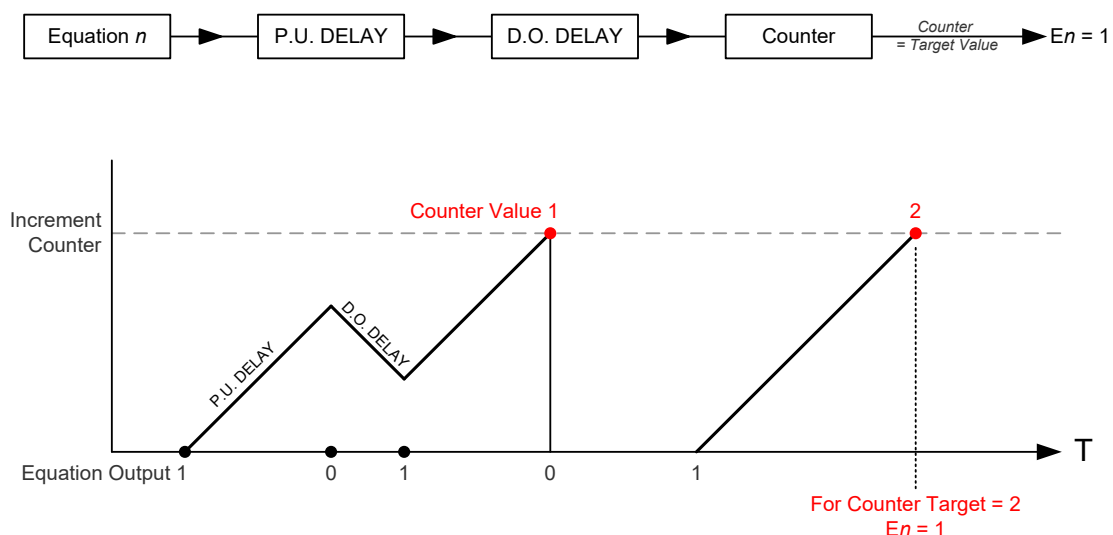 Equation n
P.U. DELAY
D.O. DELAY
Counter
Counter
= Target Value
En = 1
Increment
Counter
Counter Value 1
2
P.U. DELAY
D.O. DELAY
T
Equation Output 1
0
1
0
1
For Counter Target = 2
En = 1